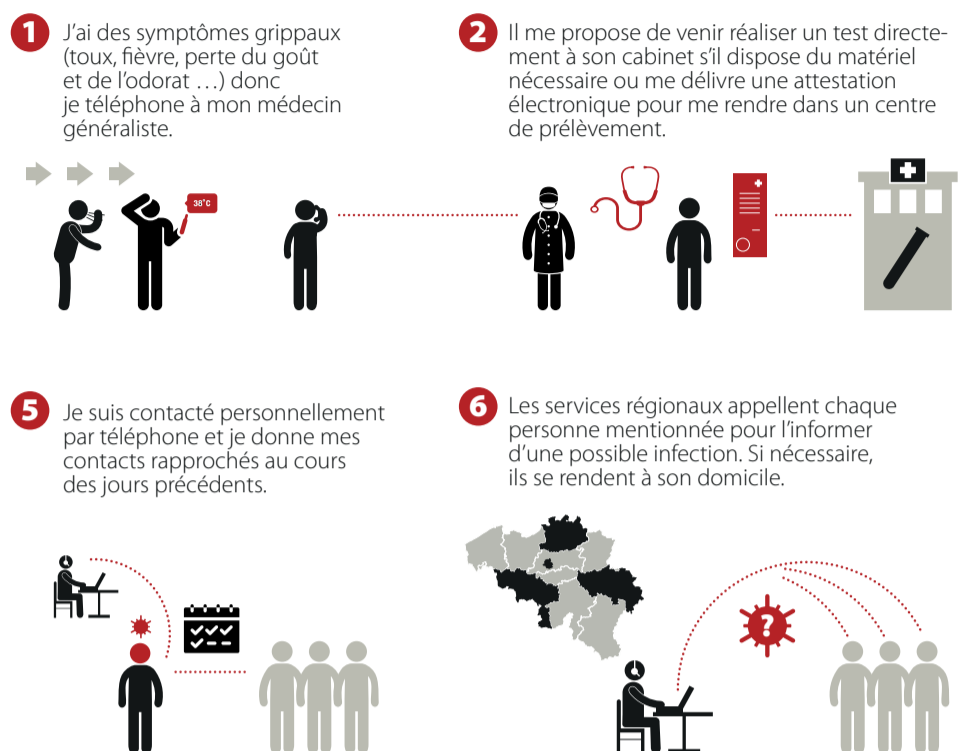 1
J’ai des symptômes grippaux
(toux, fièvre, perte du goût
et de l’odorat …) donc
je téléphone à mon médecin
généraliste.
38°c
2
Il me propose de venir réaliser un test directe-
ment à son cabinet s’il dispose du matériel
nécessaire ou me délivre une attestation
électronique pour me rendre dans un centre
de prélèvement.
5
Je suis contacté personnellement
par téléphone et je donne mes
contacts rapprochés au cours
des jours précédents.
6
Les services régionaux appellent chaque
personne mentionnée pour l’informer
d’une possible infection. Si nécessaire,
ils se rendent à son domicile.
?